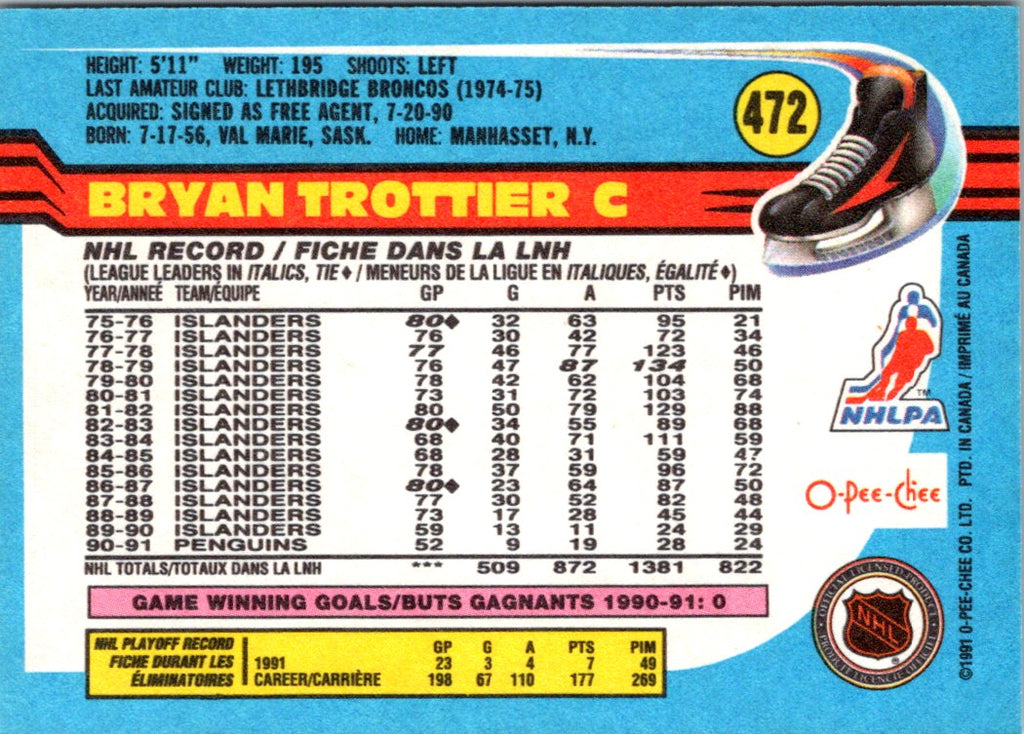 HEIGHT: 5'11" WEIGHT: 195 SHOOTS: LEFT
LAST AMATEUR CLUB: LETHBRIDGE BRONCOS (1974-75)
ACQUIRED: SIGNED AS FREE AGENT, 7-20-90
BORN: 7-17-56, VAL MARIE, SASK. HOME: MANHASSET, N.Y.
472
BRYAN TROTTIER C
NHL RECORD / FICHE DANS LA LNH
(LEAGUE LEADERS IN ITALICS, TIE♦ / MENEURS DE LA LIGUE EN ITALIQUES, ÉGALITÉ♦)
YEAR/ANNEÉ TEAM/ÉQUIPE GP G A PTS PIM
75-76 ISLANDERS 80♦ 32 63 95 21
76-77 ISLANDERS 76 30 42 72 34
77-78 ISLANDERS 77 46 77 123 46
78-79 ISLANDERS 76 47 87 134 50
79-80 ISLANDERS 78 42 62 104 68
80-81 ISLANDERS 73 31 72 103 74
81-82 ISLANDERS 80 50 79 129 88
82-83 ISLANDERS 80♦ 34 55 89 68
83-84 ISLANDERS 68 40 71 111 59
84-85 ISLANDERS 68 28 31 59 47
85-86 ISLANDERS 78 37 59 96 72
86-87 ISLANDERS 80♦ 23 64 87 50
87-88 ISLANDERS 77 30 52 82 48
88-89 ISLANDERS 73 17 28 45 44
89-90 ISLANDERS 59 13 11 24 29
90-91 PENGUINS 52 9 19 28 24
NHL TOTALS/TOTAUX DANS LA LNH *** 509 872 1381 822
GAME WINNING GOALS/BUTS GAGNANTS 1990-91: 0
NHL PLAYOFF RECORD GP G A PTS PIM
FICHE DURANT LES 1991 23 3 4 7 49
ÉLIMINATOIRES CAREER/CARRIÈRE 198 67 110 177 269
TM
NHLPA
O-Pee-Chee
OFFICIAL LICENSED PRODUCT
NHL
®
PRODUIT LICENCIE OFFICIEL
©1991 O-PEE-CHEE CO. LTD. PTD. IN CANADA / IMPRIMÉ AU CANADA